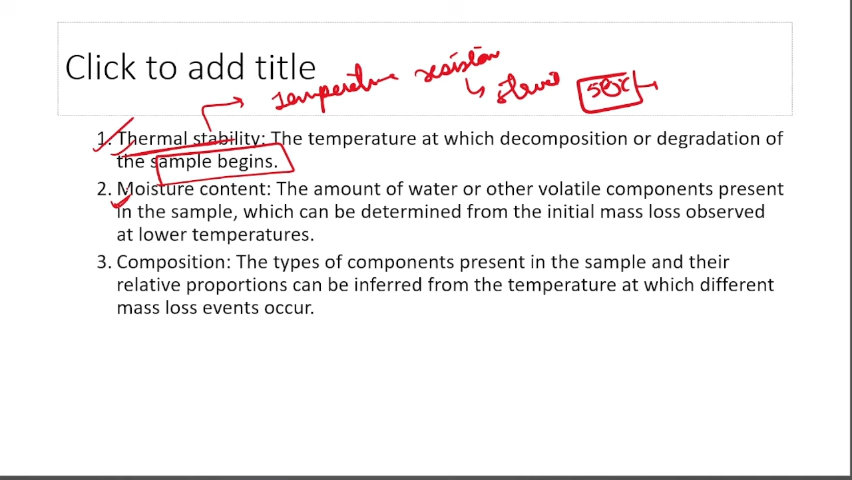 Click to add title
Temperature resistan
1. Thermal stability: The temperature at which decomposition or degradation of
the sample begins.
2. Moisture content: The amount of water or other volatile components present
in the sample, which can be determined from the initial mass loss observed
at lower temperatures.
3. Composition: The types of components present in the sample and their
relative proportions can be inferred from the temperature at which different
mass loss events occur.